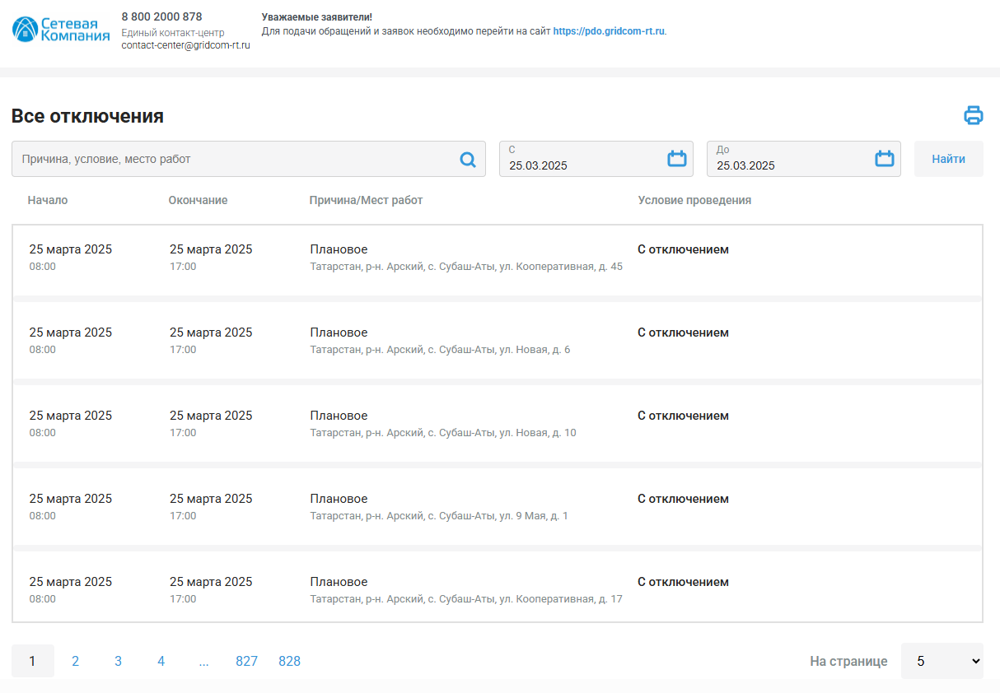 Сетевая
Компания
8 800 2000 878
Единый контакт-центр
contact-center@gridcom-rt.ru
Уважаемые заявители!
Для подачи обращений и заявок необходимо перейти на сайт https://pdo.gridcom-rt.ru.
Все отключения
Причина, условие, место работ
С
25.03.2025
До
25.03.2025
Найти
Начало Окончание Причина/Мест работ Условие проведения
25 марта 2025 25 марта 2025 Плановое С отключением
08:00 17:00 Татарстан, р-н. Арский, с. Субаш-Аты, ул. Кооперативная, д. 45
25 марта 2025 25 марта 2025 Плановое С отключением
08:00 17:00 Татарстан, р-н. Арский, с. Субаш-Аты, ул. Новая, д. 6
25 марта 2025 25 марта 2025 Плановое С отключением
08:00 17:00 Татарстан, р-н. Арский, с. Субаш-Аты, ул. Новая, д. 10
25 марта 2025 25 марта 2025 Плановое С отключением
08:00 17:00 Татарстан, р-н. Арский, с. Субаш-Аты, ул. 9 Мая, д. 1
25 марта 2025 25 марта 2025 Плановое С отключением
08:00 17:00 Татарстан, р-н. Арский, с. Субаш-Аты, ул. Кооперативная, д. 17
1 2 3 4 ... 827 828 На странице 5